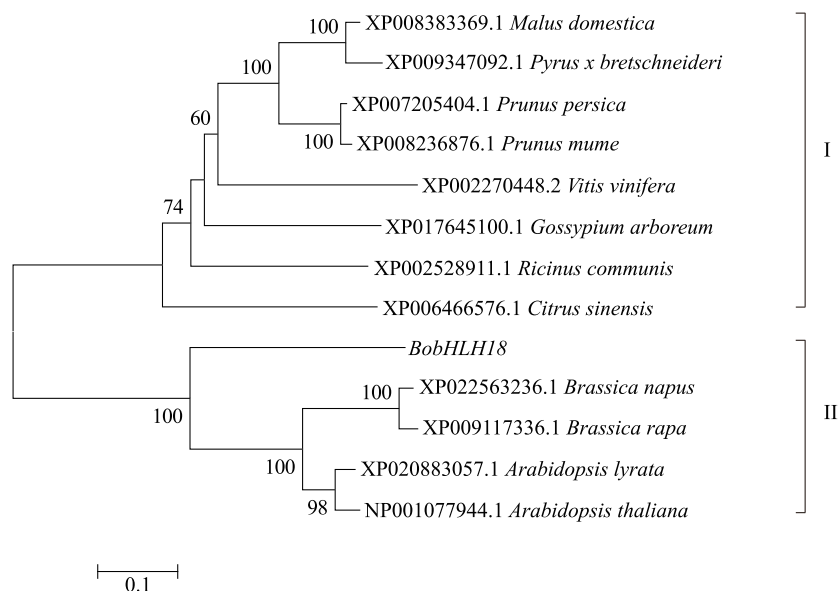 100
XP008383369.1 Malus domestica
XP009347092.1 Pyrus x bretschneideri
100
XP007205404.1 Prunus persica
60
100
XP008236876.1 Prunus mume
I
XP002270448.2 Vitis vinifera
74
XP017645100.1 Gossypium arboreum
XP002528911.1 Ricinus communis
XP006466576.1 Citrus sinensis
BobHLH18
100
XP022563236.1 Brassica napus
100
II
XP009117336.1 Brassica rapa
100
XP020883057.1 Arabidopsis lyrata
98
NP001077944.1 Arabidopsis thaliana
0.1